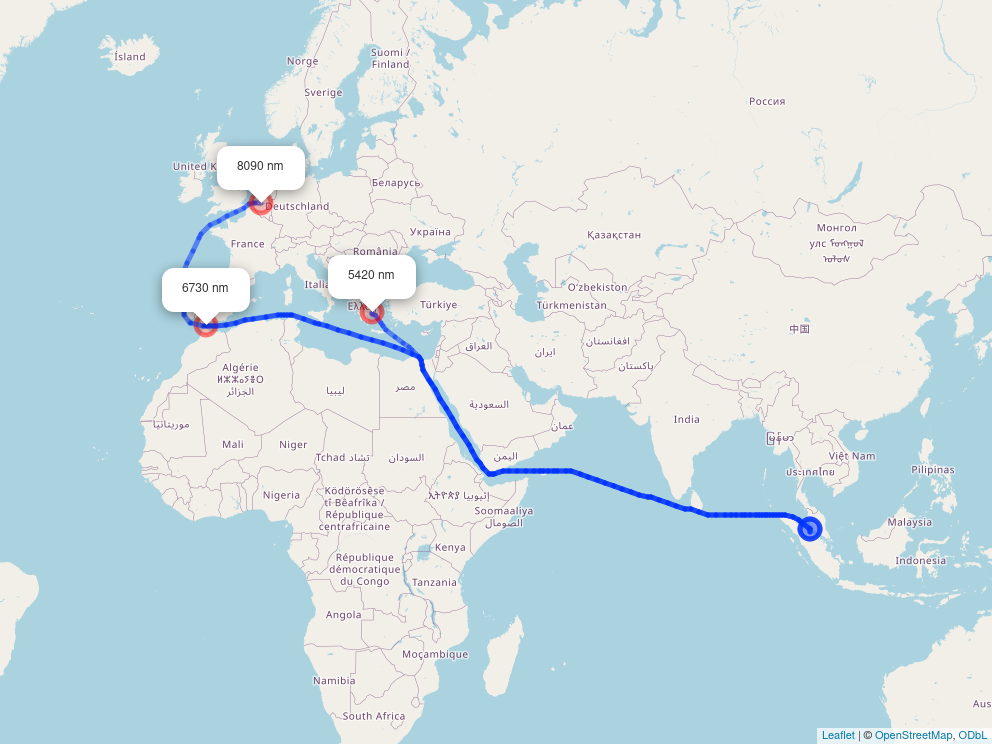 Ísland
Norge
Suomi /
Finland
Sverige
Россия
8090 nm
United K
Беларусь
Deutschland
Україна
France
România
Қазақстан
Монгол
улс
6730 nm
5420 nm
Italia
Türkiye
Oʻzbekiston
Türkmenistan
中国
العراق
ایران
افغانستان
پاکستان
Algérie
ⵍⵣⵣⴰⵢⴻⵔ
الجزائر
ليبيا
مصر
السعودية
عمان
India
موريتانيا
Mali
Niger
Tchad تشاد
السودان
اليمن
Việt Nam
ประเทศไทย
Pilipinas
Nigeria
Ködörösêse
tî Bêafrîka /
République
centrafricaine
ኢትዮጵያ إثيوبيا
Soomaaliya
الصومال
Malaysia
Kenya
Indonesia
République
démocratique
du Congo
Tanzania
Angola
Moçambique
Namibia
South Africa
Aus
Leaflet | © OpenStreetMap, ODbL